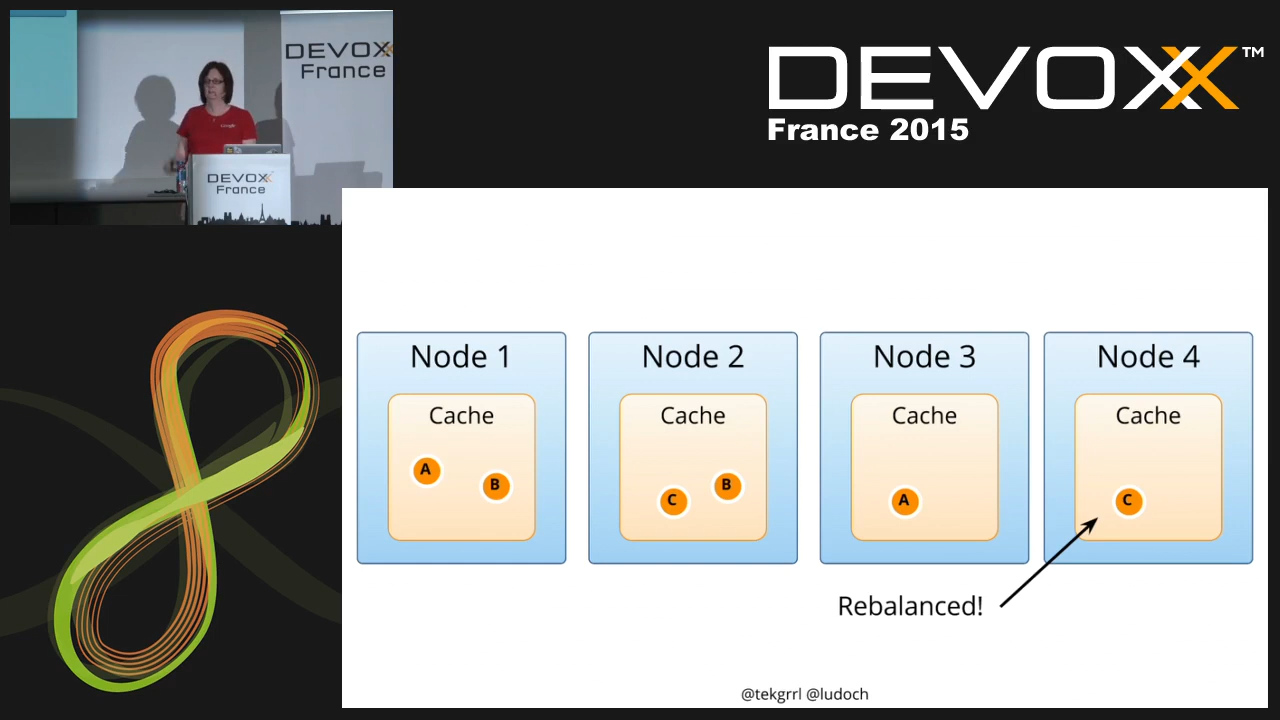 DEVOXX
France
DEVOXX
France
DEVOXX™
France 2015
Node 1
Cache
A
B
Node 2
Cache
C
B
Node 3
Cache
A
Node 4
Cache
C
Rebalanced!
@tekgrrl @ludoch